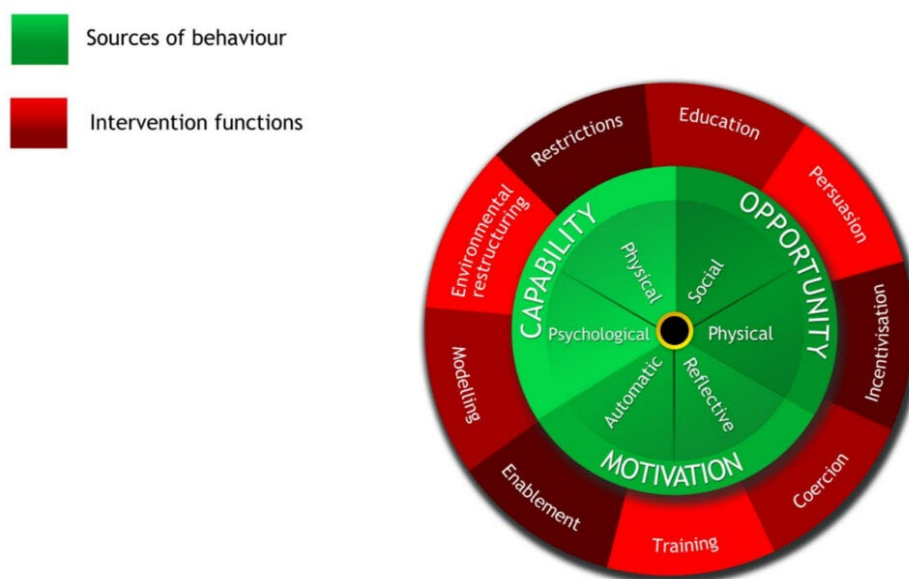 Sources of behaviour
Intervention functions
Restrictions
Education
Persuasion
Incentivisation
Coercion
Training
Enablement
Modelling
Environmental
restructuring
CAPABILITY
OPPORTUNITY
MOTIVATION
Physical
Social
Psychological
Physical
Automatic
Reflective